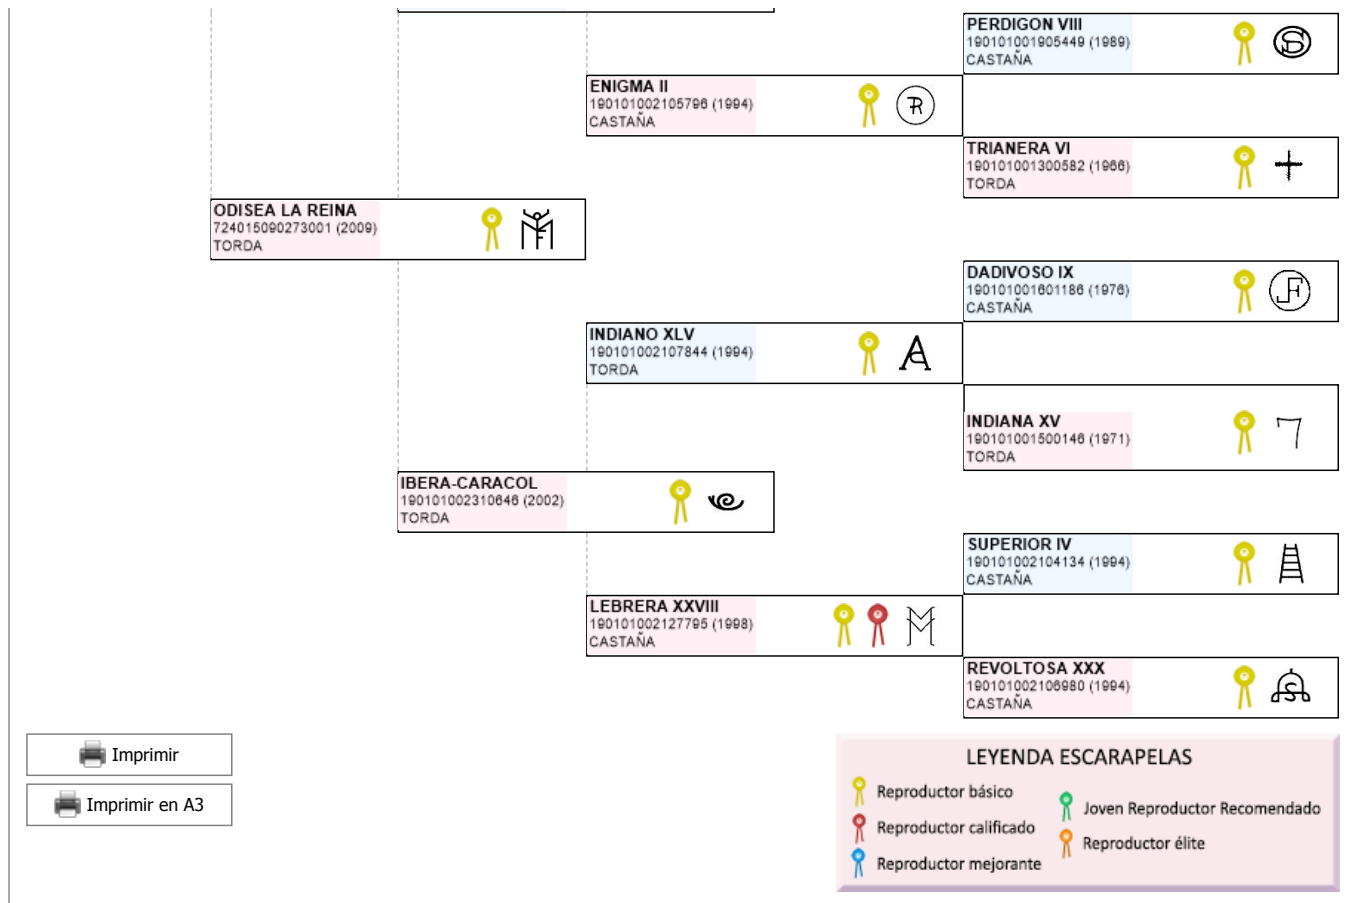 PERDIGON VIII
190101001905449 (1989)
CASTAÑA
ENIGMA II
190101002105796 (1994)
CASTAÑA
TRIANERA VI
190101001300582 (1966)
TORDA
ODISEA LA REINA
724015090273001 (2009)
TORDA
DADIVOSO IX
190101001601186 (1976)
CASTAÑA
INDIANO XLV
190101002107844 (1994)
TORDA
INDIANA XV
190101001500146 (1971)
TORDA
IBERA-CARACOL
190101002310646 (2002)
TORDA
SUPERIOR IV
190101002104134 (1994)
CASTAÑA
LEBRERA XXVIII
190101002127795 (1998)
CASTAÑA
REVOLTOSA XXX
190101002106980 (1994)
CASTAÑA
Imprimir
Imprimir en A3
LEYENDA ESCARAPELAS
Reproductor básico
Reproductor calificado
Reproductor mejorante
Joven Reproductor Recomendado
Reproductor élite